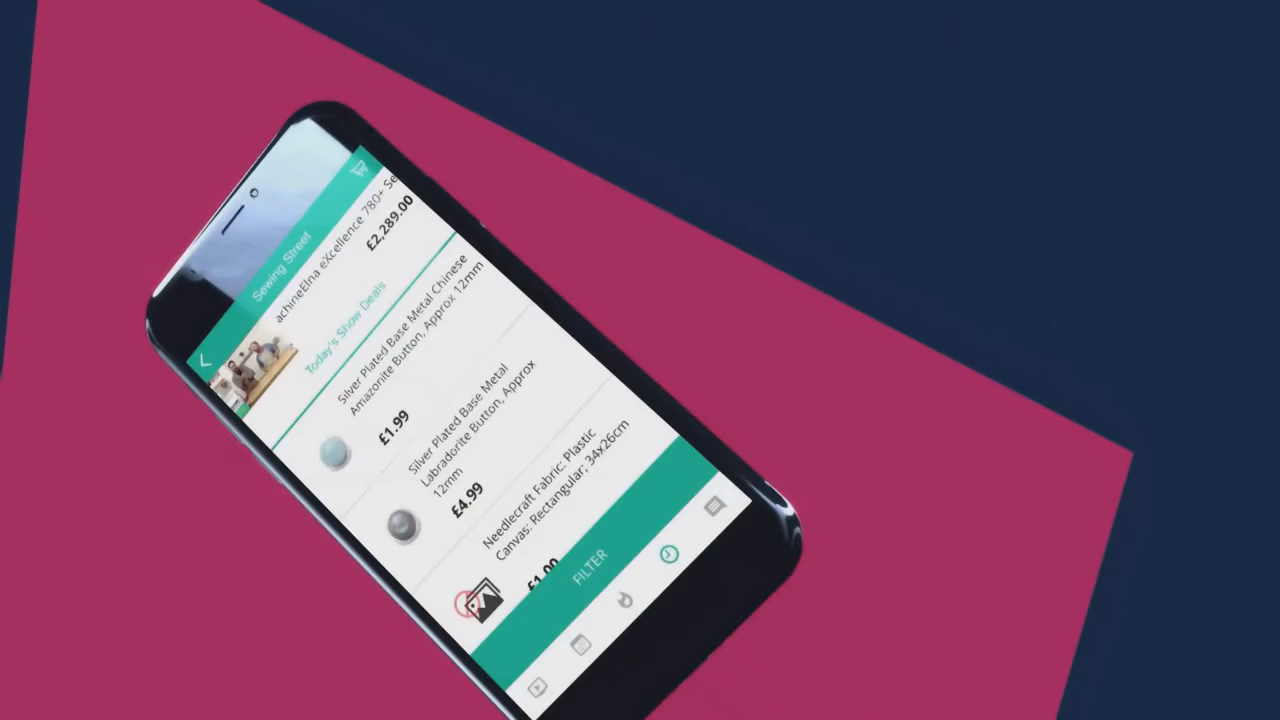 Sewing Street
achineElna eXcellence 780+ Se
£2,289.00
Today's Show Deals
Silver Plated Base Metal Chinese
Amazonite Button, Approx 12mm
£1.99
Silver Plated Base Metal
Labradorite Button, Approx
12mm
£4.99
Needlecraft Fabric: Plastic
Canvas: Rectangular; 34x26cm
£1.00
FILTER